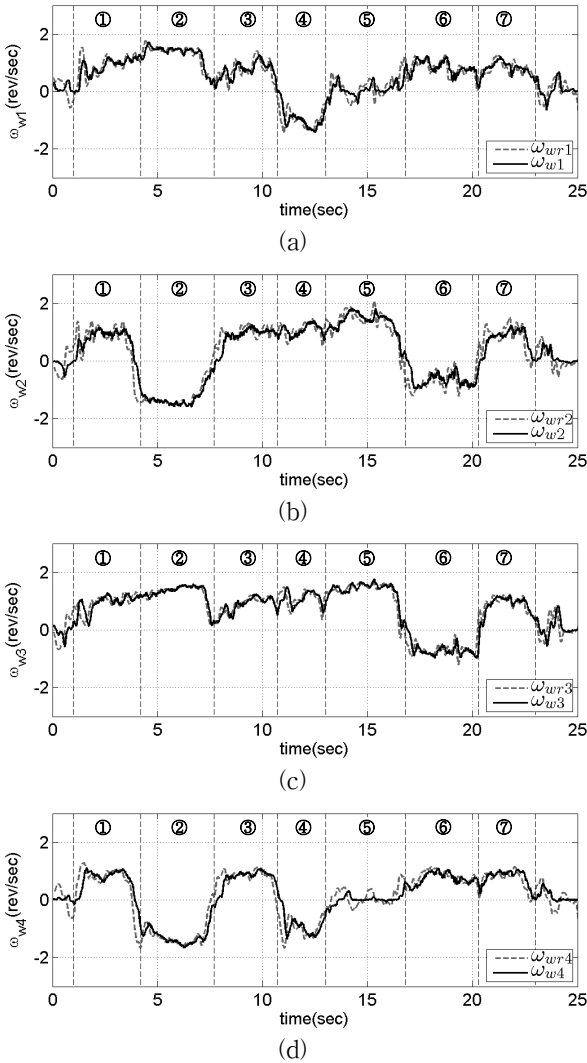 ① ② ③ ④ ⑤ ⑥ ⑦
2
0
-2
ω_w1(rev/sec)
ω_wr1
ω_w1
0 5 10 15 20 25
time(sec)
(a)
① ② ③ ④ ⑤ ⑥ ⑦
2
0
-2
ω_w2(rev/sec)
ω_wr2
ω_w2
0 5 10 15 20 25
time(sec)
(b)
① ② ③ ④ ⑤ ⑥ ⑦
2
0
-2
ω_w3(rev/sec)
ω_wr3
ω_w3
0 5 10 15 20 25
time(sec)
(c)
① ② ③ ④ ⑤ ⑥ ⑦
2
0
-2
ω_w4(rev/sec)
ω_wr4
ω_w4
0 5 10 15 20 25
time(sec)
(d)